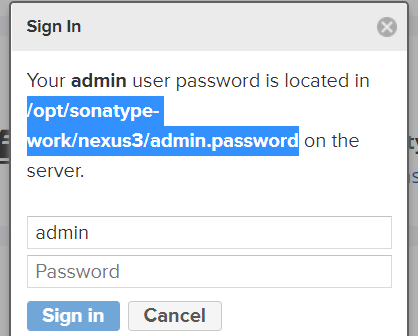 Sign In
Your admin user password is located in
/opt/sonatype-
work/nexus3/admin.password on the
server.
admin
Password
Sign in Cancel